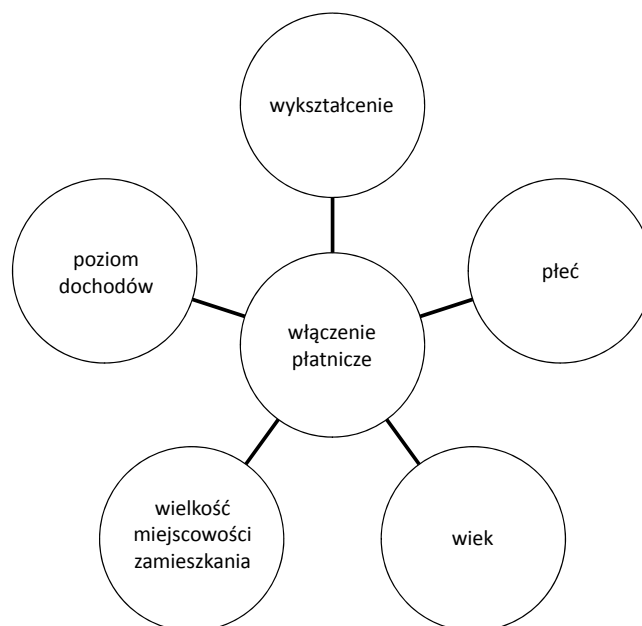 wykształcenie
poziom
dochodów
płeć
włączenie
płatnicze
wielkość
miejscowości
zamieszkania
wiek